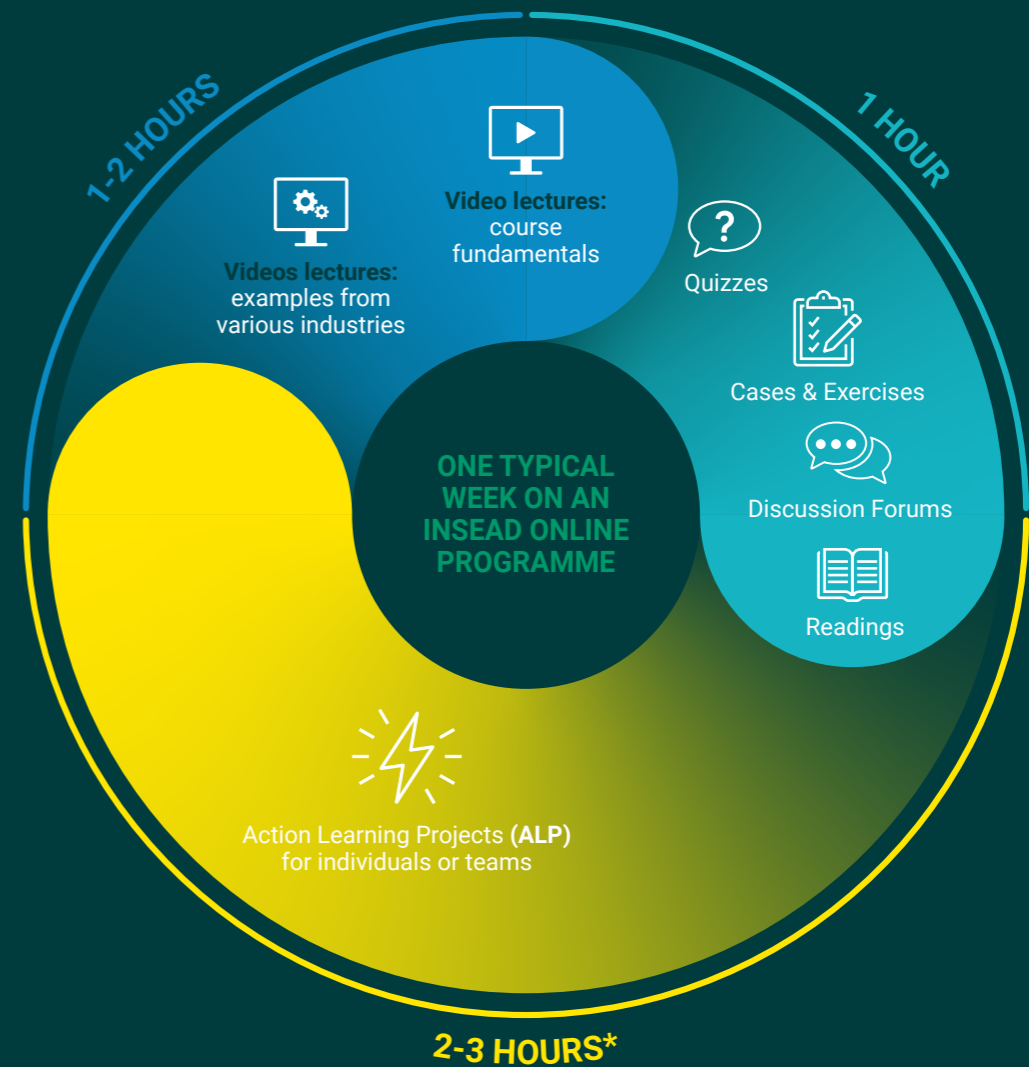 1-2 HOURS
1 HOUR
Video lectures:
course
fundamentals
Videos lectures:
examples from
various industries
?
Quizzes
Cases & Exercises
Discussion Forums
Readings
ONE TYPICAL
WEEK ON AN
INSEAD ONLINE
PROGRAMME
Action Learning Projects (ALP)
for individuals or teams
2-3 HOURS*